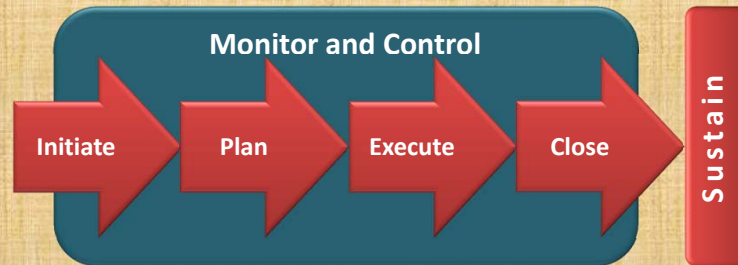 Monitor and Control
Initiate
Plan
Execute
Close
Sustain